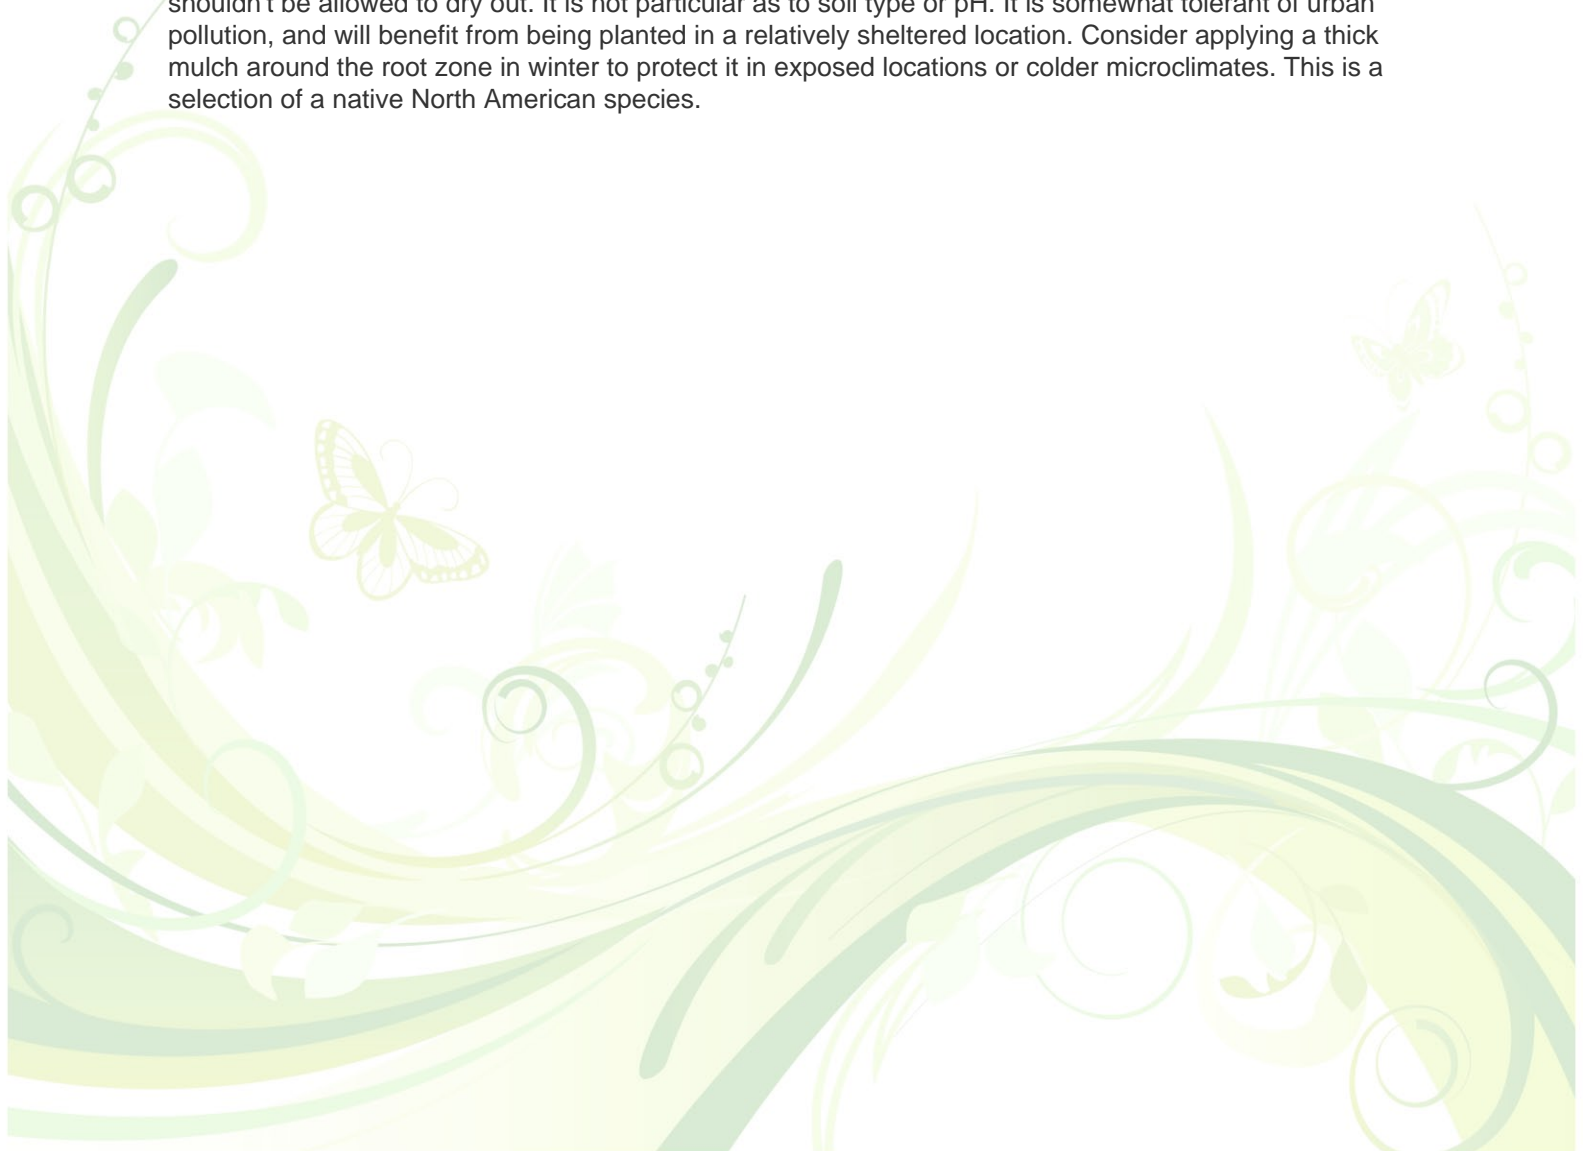 shouldn't be allowed to dry out. It is not particular as to soil type or pH. It is somewhat tolerant of urban
pollution, and will benefit from being planted in a relatively sheltered location. Consider applying a thick
mulch around the root zone in winter to protect it in exposed locations or colder microclimates. This is a
selection of a native North American species.